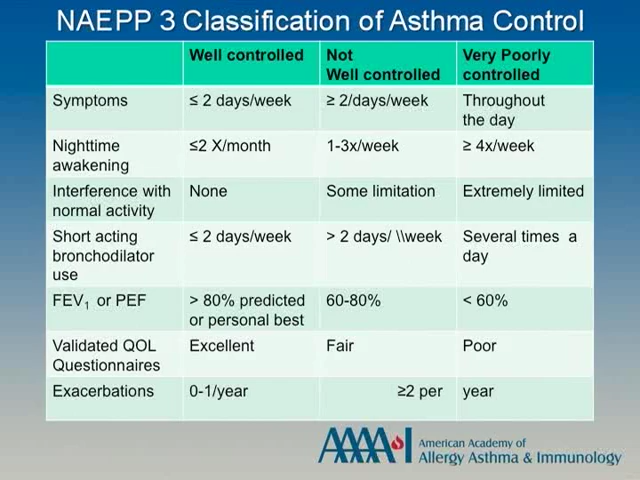 NAEPP 3 Classification of Asthma Control
Well controlled
Not
Well controlled
Very Poorly
controlled
Symptoms
≤ 2 days/week
≥ 2/days/week
Throughout
the day
Nighttime
awakening
≤2 X/month
1-3x/week
≥ 4x/week
Interference with
normal activity
None
Some limitation
Extremely limited
Short acting
bronchodilator
use
≤ 2 days/week
> 2 days/ \\week
Several times a
day
FEV₁ or PEF
> 80% predicted
or personal best
60-80%
< 60%
Validated QOL
Questionnaires
Excellent
Fair
Poor
Exacerbations
0-1/year
≥2 per year
AAAAI
American Academy of
Allergy Asthma & Immunology